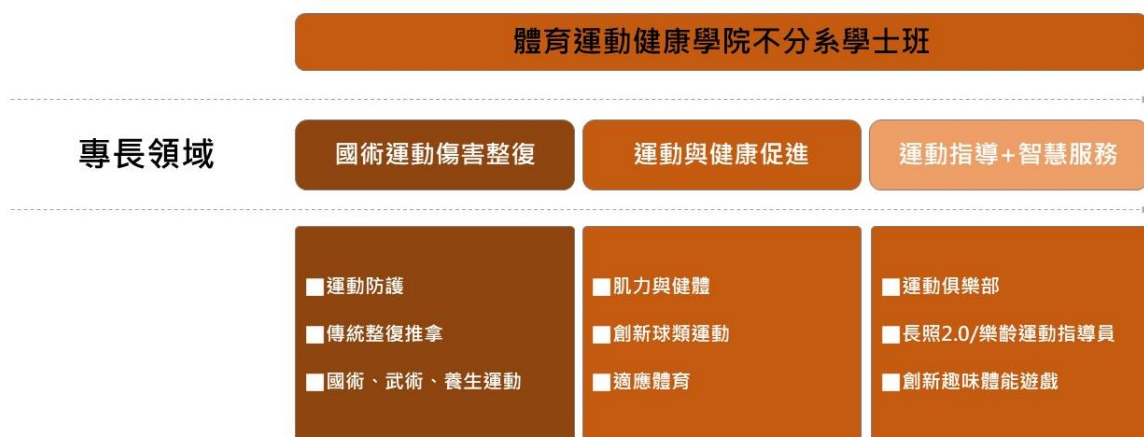 體育運動健康學院不分系學士班
專長領域
國術運動傷害整復
運動與健康促進
運動指導+智慧服務
■運動防護
■傳統整復推拿
■國術、武術、養生運動
■肌力與健體
■創新球類運動
■適應體育
■運動俱樂部
■長照2.0/樂齡運動指導員
■創新趣味體能遊戲